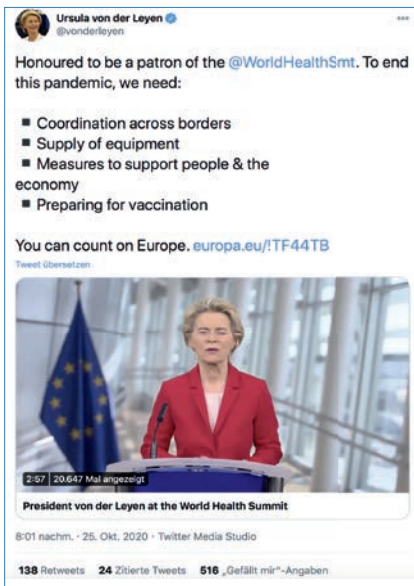 Ursula von der Leyen
@vonderleyen
Honoured to be a patron of the @WorldHealthSmt. To end
this pandemic, we need:
▪ Coordination across borders
▪ Supply of equipment
▪ Measures to support people & the
economy
▪ Preparing for vaccination
You can count on Europe. europa.eu/!TF44TB
Tweet übersetzen
2:57 20.647 Mal angezeigt
President von der Leyen at the World Health Summit
8:01 nachm. · 25. Okt. 2020 · Twitter Media Studio
138 Retweets 24 Zitierte Tweets 516 „Gefällt mir“-Angaben